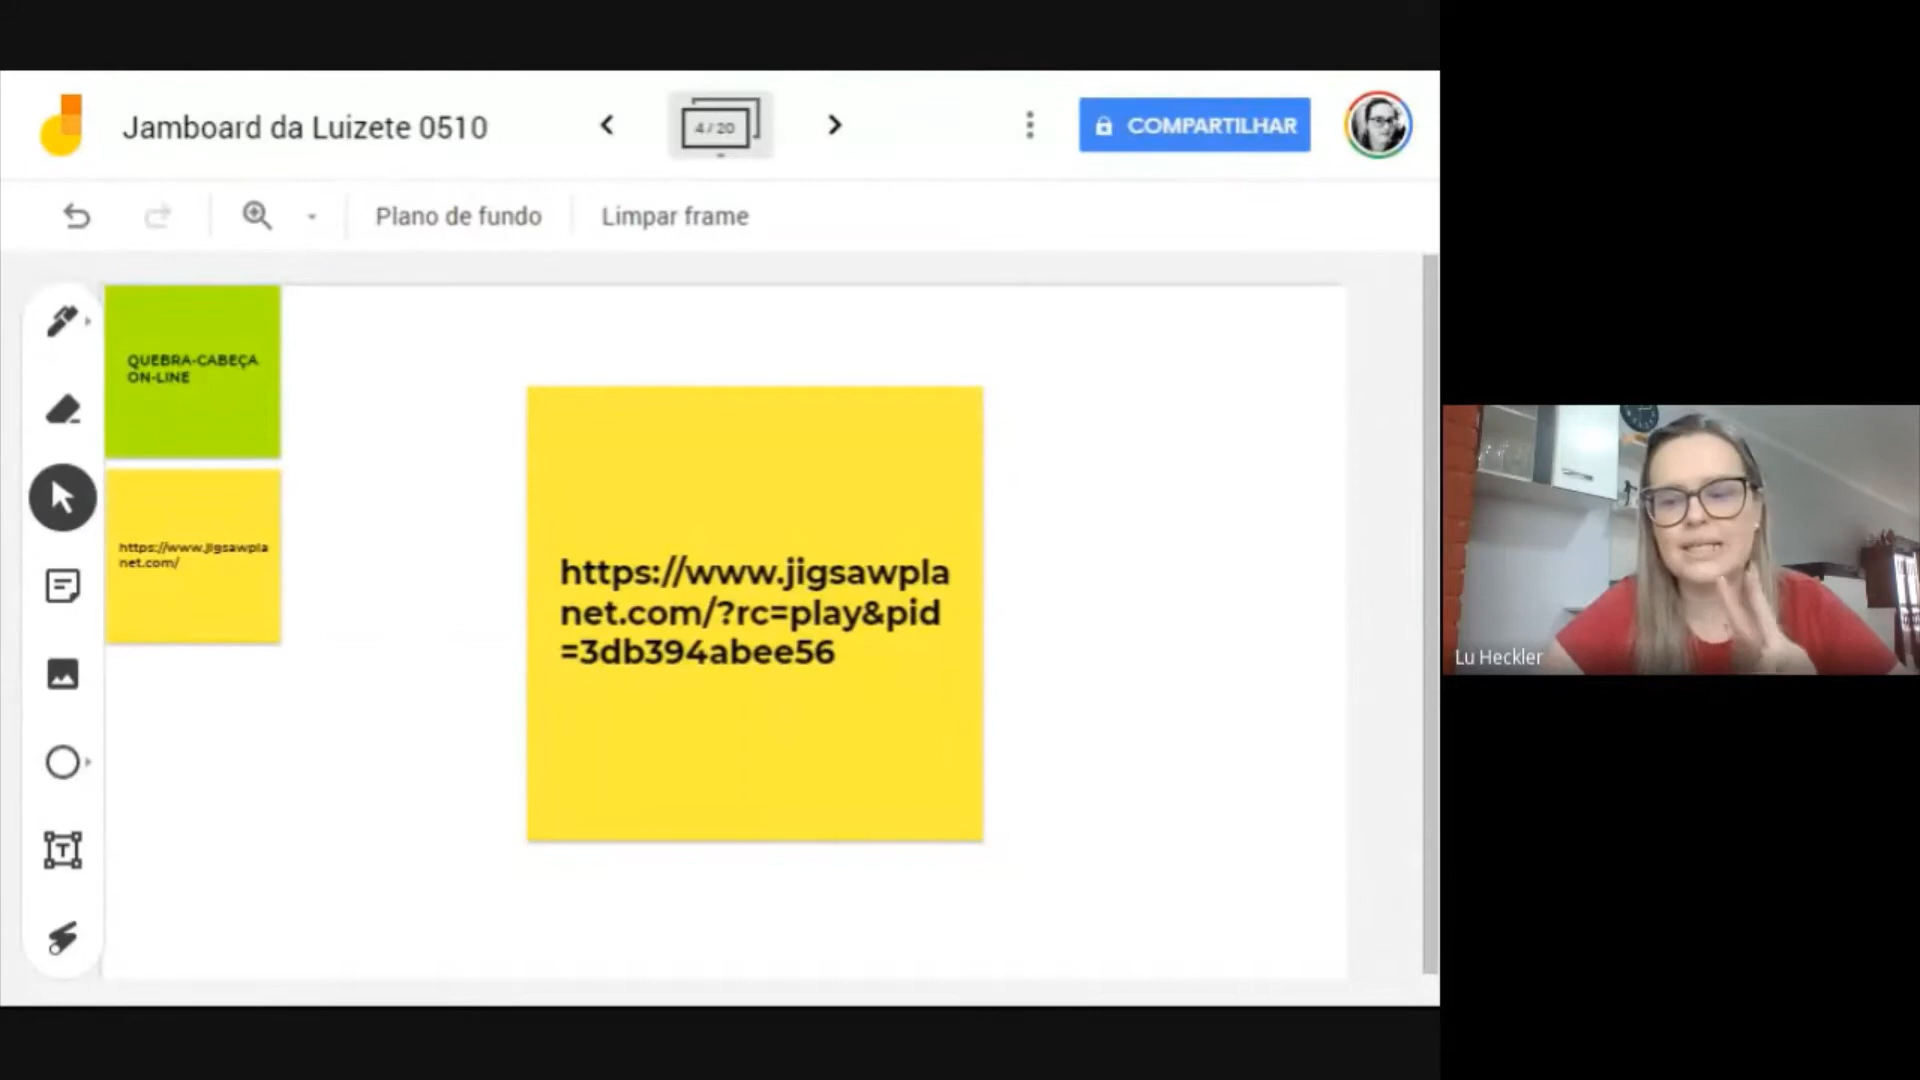 Jamboard da Luizete 0510
4/20
COMPARTILHAR
Plano de fundo
Limpar frame
QUEBRA-CABEÇA
ON-LINE
https://www.jigsawpla
net.com/
https://www.jigsawpla
net.com/?rc=play&pid
=3db394abee56
Lu Heckler